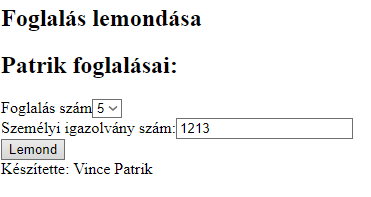 Foglalás lemondása
Patrik foglalásai:
Foglalás szám 5
Személyi igazolvány szám: 1213
Lemond
Készítette: Vince Patrik